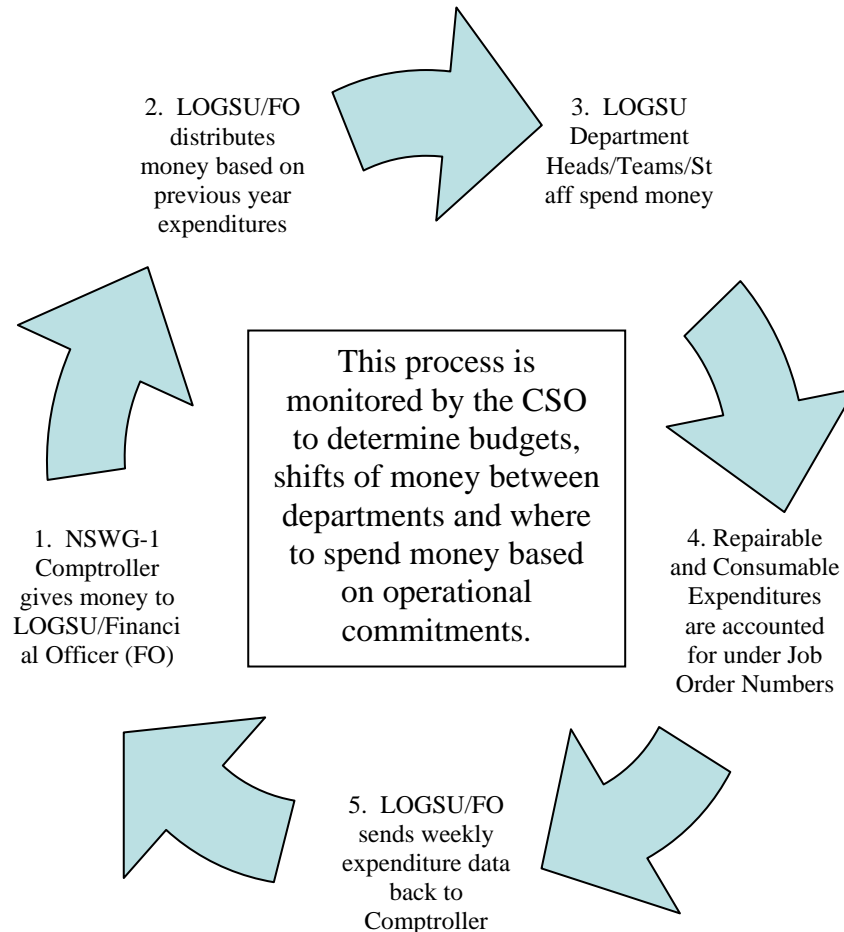 1. NSWG-1
Comptroller
gives money to
LOGSU/Financi
al Officer (FO)
2. LOGSU/FO
distributes
money based on
previous year
expenditures
3. LOGSU
Department
Heads/Teams/St
aff spend money
4. Repairable
and Consumable
Expenditures
are accounted
for under Job
Order Numbers
5. LOGSU/FO
sends weekly
expenditure data
back to
Comptroller
This process is
monitored by the CSO
to determine budgets,
shifts of money between
departments and where
to spend money based
on operational
commitments.